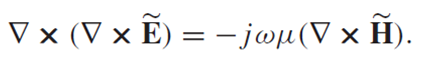 ∇ × (∇ × Ẽ) = −jωμ(∇ × H̃).